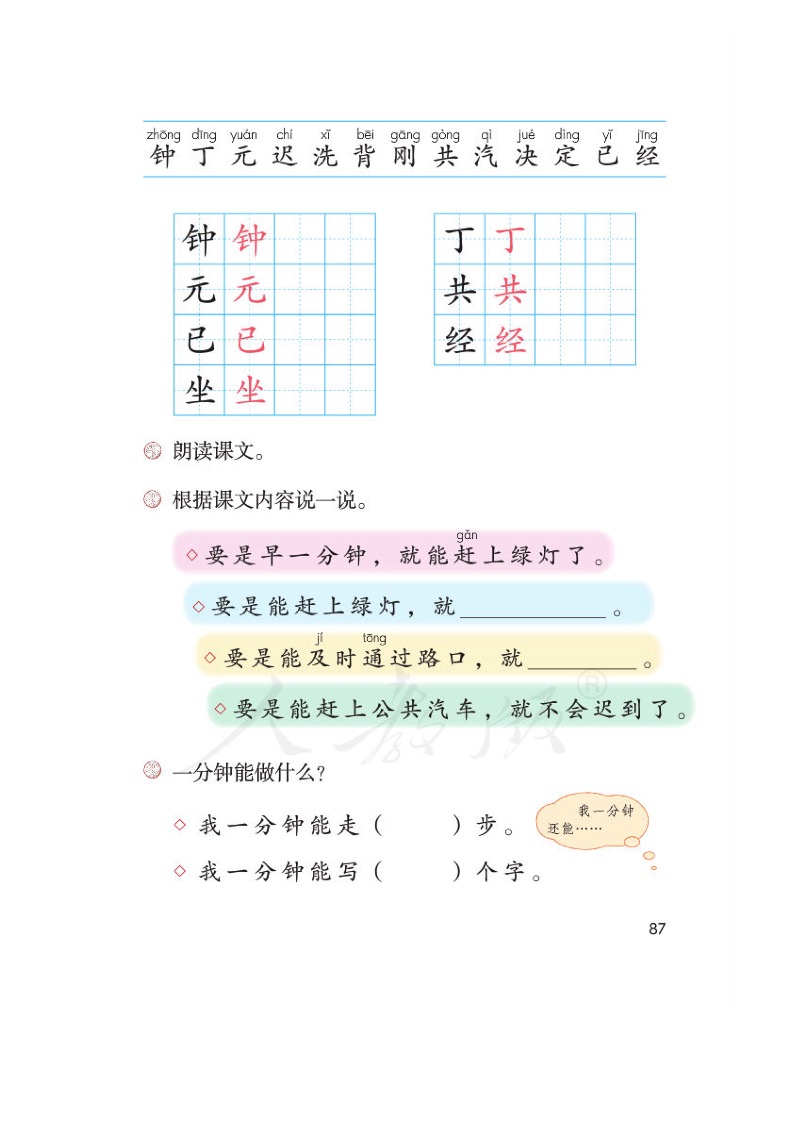 zhōng dīng yuán chí xǐ bēi gāng gòng qì jué dìng yǐ jīng
钟 丁 元 迟 洗 背 刚 共 汽 决 定 已 经
钟 钟 丁 丁
元 元 共 共
已 已 经 经
坐 坐
朗读课文。
根据课文内容说一说。
gǎn
◇要是早一分钟，就能赶上绿灯了。
◇要是能赶上绿灯，就____________。
jí tōng
◇要是能及时通过路口，就_________。
◇要是能赶上公共汽车，就不会迟到了。
人教版®
一分钟能做什么？
◇我一分钟能走（ ）步。
我一分钟
还能……
◇我一分钟能写（ ）个字。
87